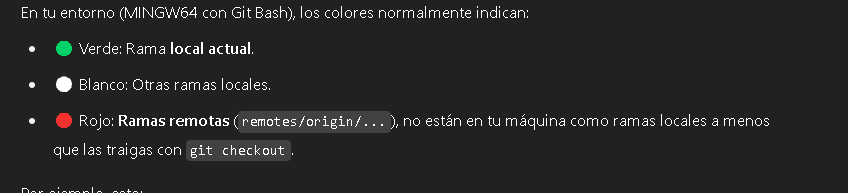 En tu entorno (MINGW64 con Git Bash), los colores normalmente indican:
• Verde: Rama local actual.
• Blanco: Otras ramas locales.
• Rojo: Ramas remotas (remotes/origin/...), no están en tu máquina como ramas locales a menos
que las traigas con git checkout.